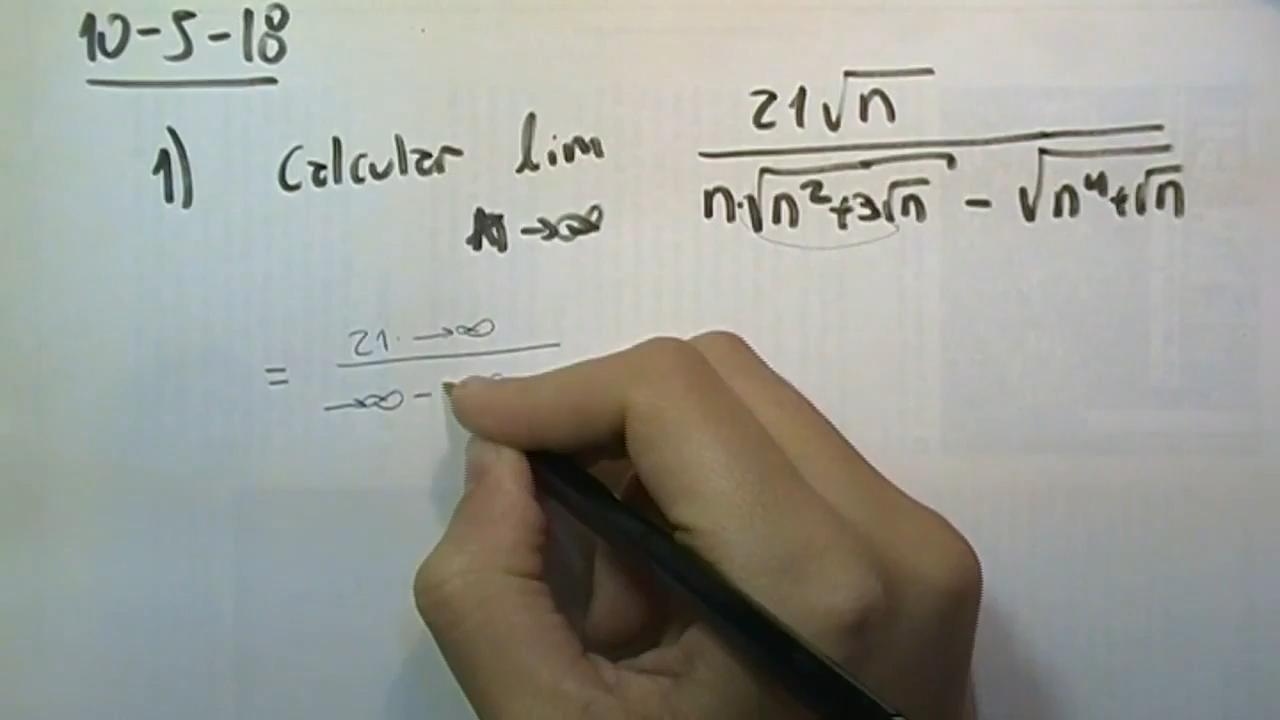 10-5-18
1) Calcular lim n→∞ 21√n / (n·√(n²+3√n) - √(n⁴+√n))
= 21·→∞ / (→∞ -